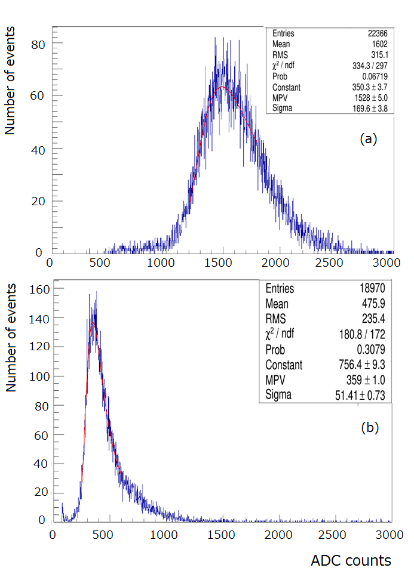 Number of events
80
60
40
20
0
0 500 1000 1500 2000 2500 3000
Entries 22366
Mean 1602
RMS 315.1
χ² / ndf 334.3 / 297
Prob 0.06719
Constant 350.3 ± 3.7
MPV 1528 ± 5.0
Sigma 169.6 ± 3.8
(a)
Number of events
160
140
120
100
80
60
40
20
0
0 500 1000 1500 2000 2500 3000
Entries 18970
Mean 475.9
RMS 235.4
χ² / ndf 180.8 / 172
Prob 0.3079
Constant 756.4 ± 9.3
MPV 359 ± 1.0
Sigma 51.41 ± 0.73
(b)
ADC counts